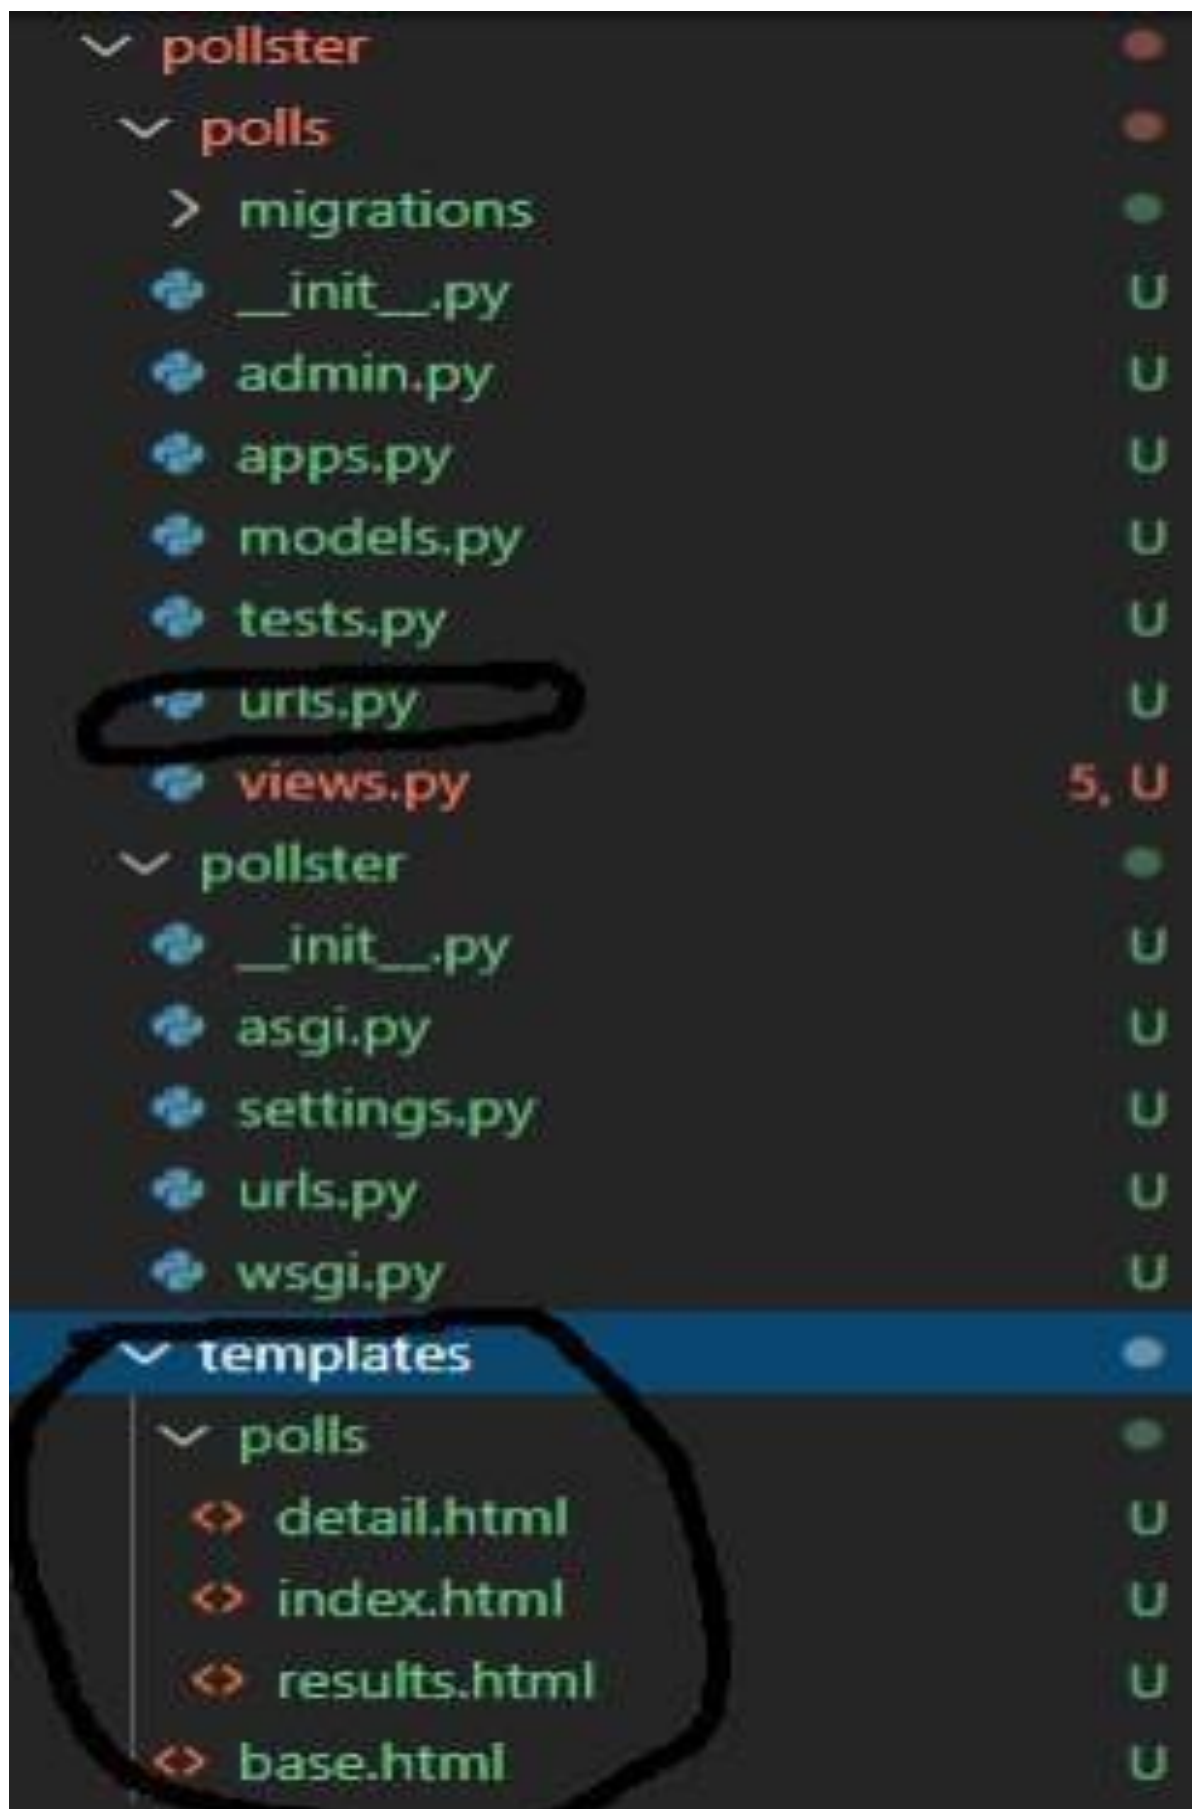 pollster
polls
migrations
__init__.py U
admin.py U
apps.py U
models.py U
tests.py U
urls.py U
views.py 5, U
pollster
__init__.py U
asgi.py U
settings.py U
urls.py U
wsgi.py U
templates
polls
detail.html U
index.html U
results.html U
base.html U